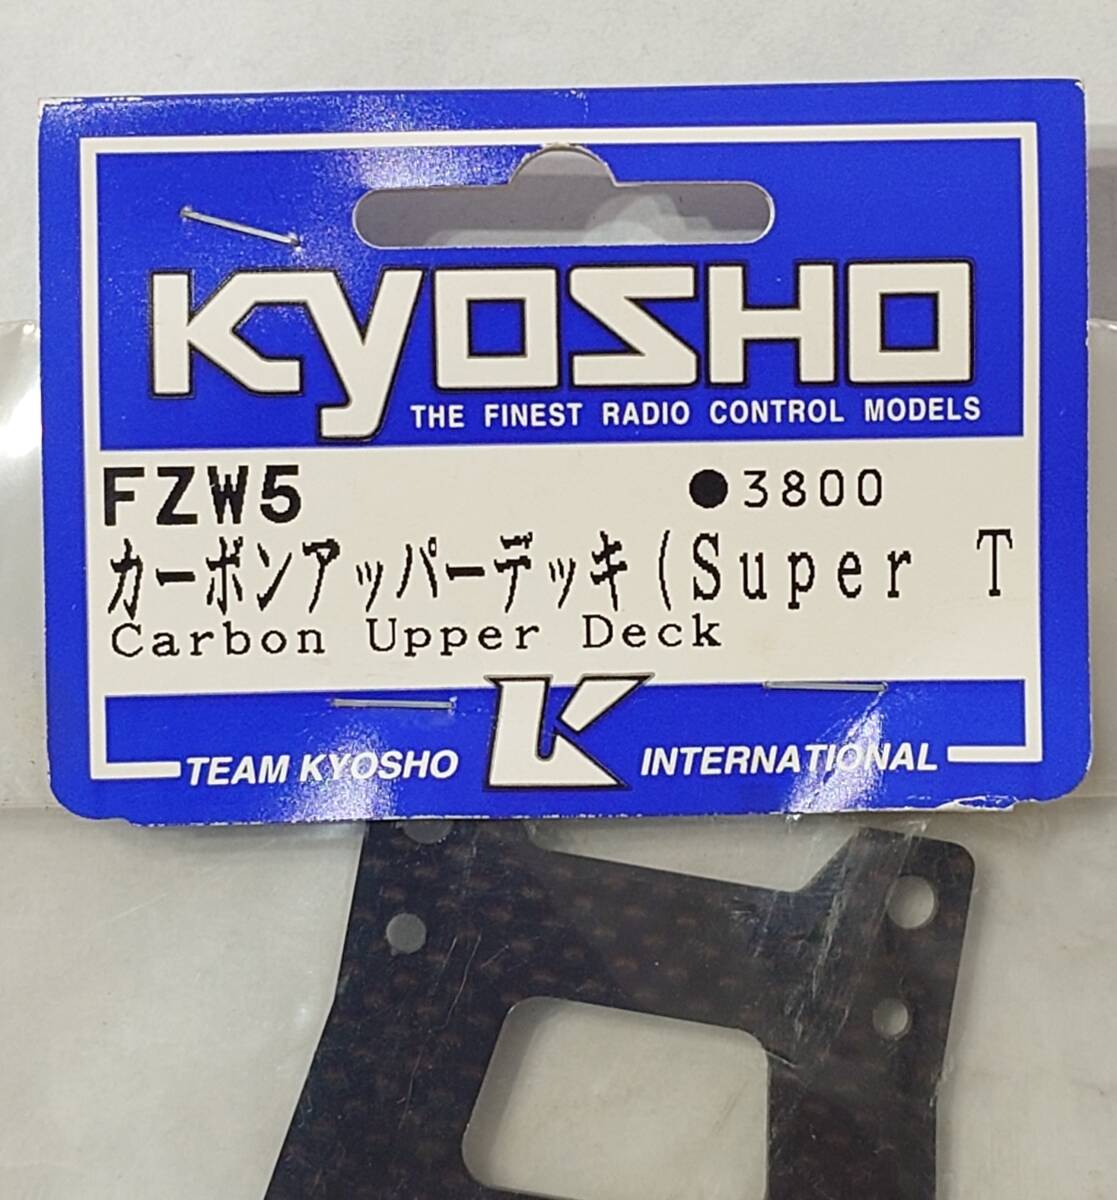 KYOSHO
THE FINEST RADIO CONTROL MODELS
FZW5 ●3800
カーボンアッパーデッキ(Super T
Carbon Upper Deck
K
TEAM KYOSHO INTERNATIONAL